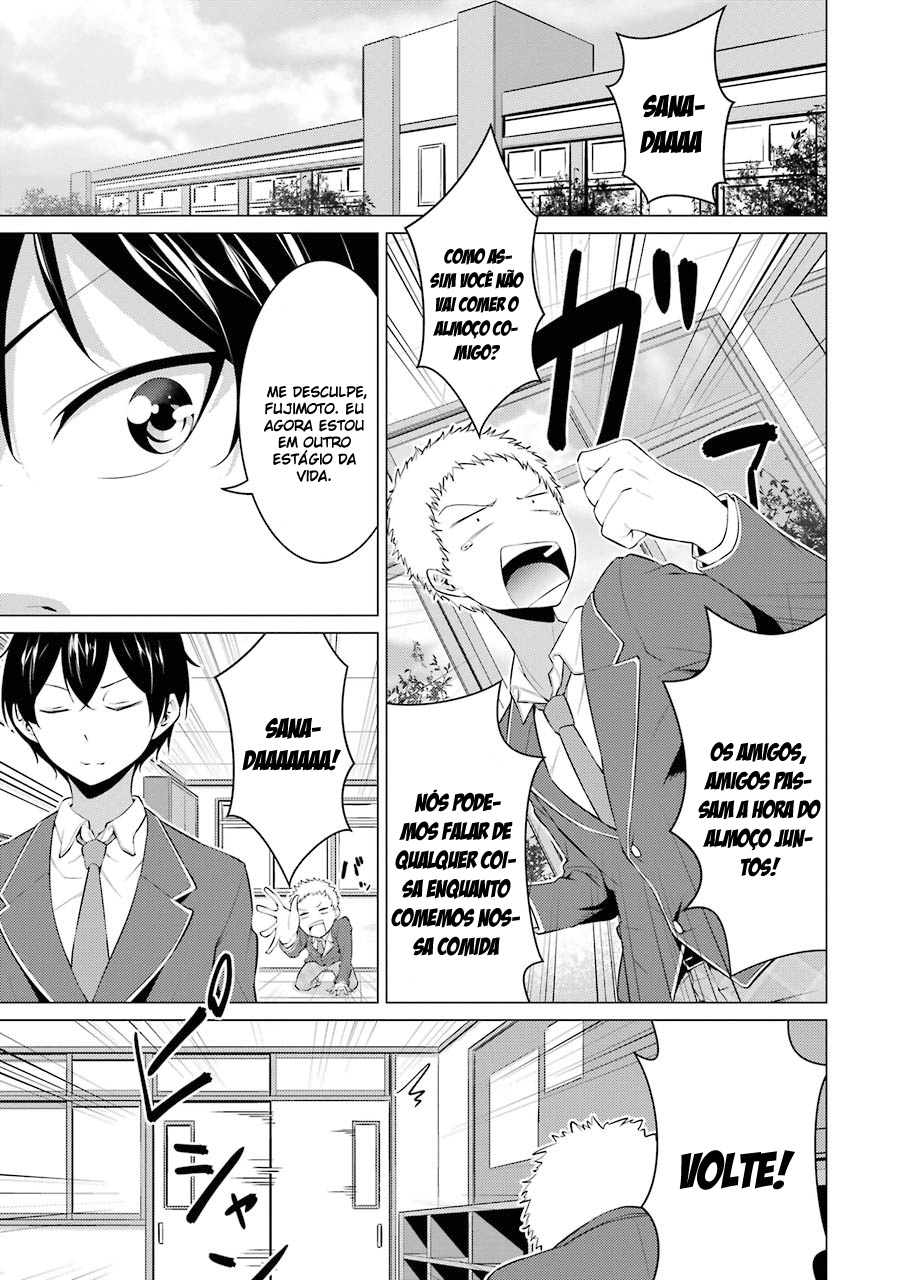 SANA-
DAAAA
COMO AS-
SIM VOCÊ NÃO
VAI COMER O
ALMOÇO CO-
MIGO?
ガッ
OS AMIGOS,
AMIGOS PAS-
SAM A HORA DO
ALMOÇO JUN-
TOS!
NÓS PODE-
MOS FALAR DE
QUALQUER COI-
SA ENQUANTO
COMEMOS NOS-
SA COMIDA
ME DESCULPE,
FUJIMOTO. EU
AGORA ESTOU
EM OUTRO
ESTÁGIO DA
VIDA.
SANA-
DAAAAAAA!
バッ
VOLTE!
ピシャン